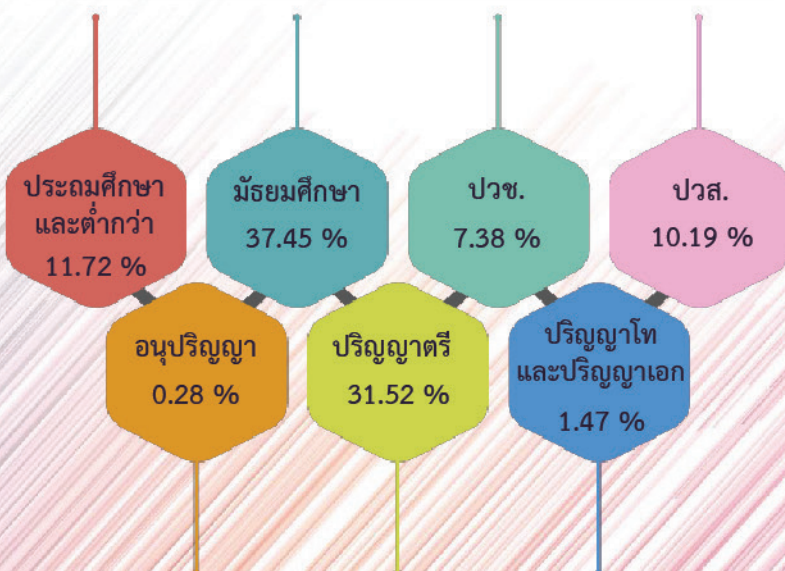 ประถมศึกษา
และต่ำกว่า
11.72 %
มัธยมศึกษา
37.45 %
ปวช.
7.38 %
ปวส.
10.19 %
อนุปริญญา
0.28 %
ปริญญาตรี
31.52 %
ปริญญาโท
และปริญญาเอก
1.47 %